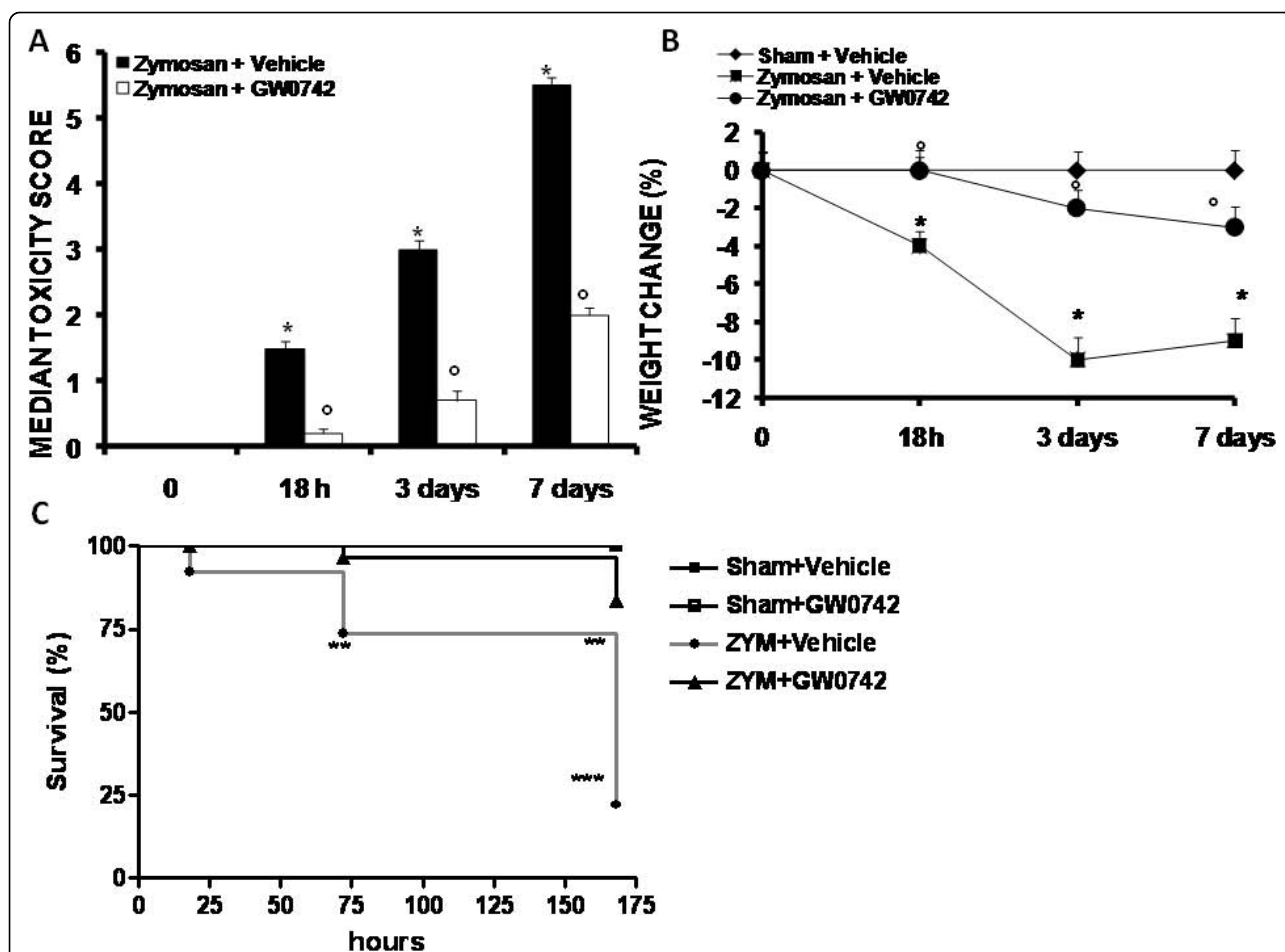 A
Zymosan + Vehicle
Zymosan + GW0742
MEDIAN TOXICITY SCORE
6
5
4
3
2
1
0
*
*
*
°
°
°
0 18 h 3 days 7 days
B
Sham + Vehicle
Zymosan + Vehicle
Zymosan + GW0742
WEIGHT CHANGE (%)
2
0
-2
-4
-6
-8
-10
-12
°
°
°
*
*
*
0 18h 3 days 7 days
C
Survival (%)
100
75
50
25
0
**
**
***
0 25 50 75 100 125 150 175
hours
Sham+Vehicle
Sham+GW0742
ZYM+Vehicle
ZYM+GW0742